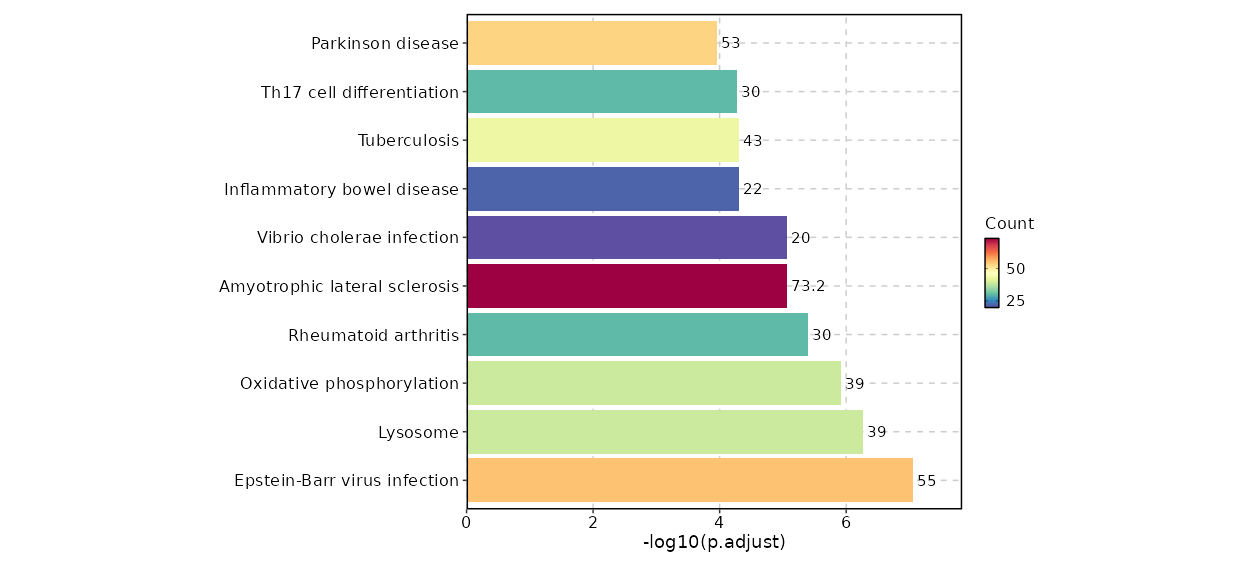 Parkinson disease 53
Th17 cell differentiation 30
Tuberculosis 43
Inflammatory bowel disease 22
Vibrio cholerae infection 20
Amyotrophic lateral sclerosis 73.2
Rheumatoid arthritis 30
Oxidative phosphorylation 39
Lysosome 39
Epstein-Barr virus infection 55
0 2 4 6
-log10(p.adjust)
Count
50
25